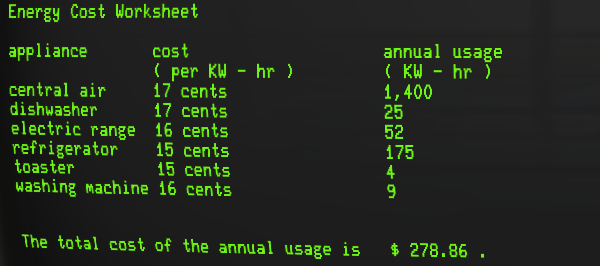 Energy Cost Worksheet
appliance cost annual usage
( per KW - hr ) ( KW - hr )
central air 17 cents 1,400
dishwasher 17 cents 25
electric range 16 cents 52
refrigerator 15 cents 175
toaster 15 cents 4
washing machine 16 cents 9
The total cost of the annual usage is $ 278.86 .